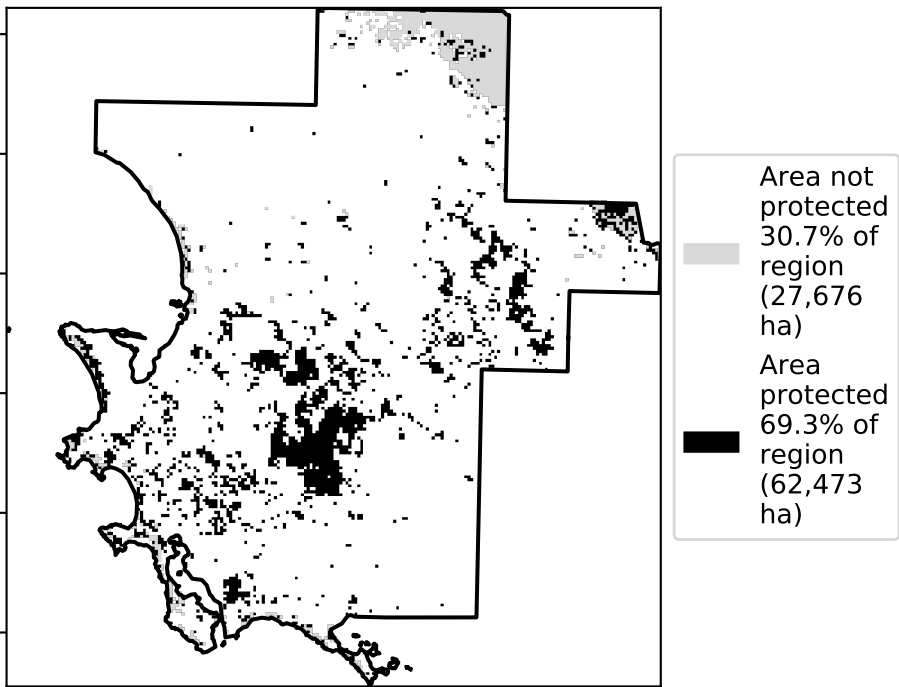 Area not
protected
30.7% of
region
(27,676
ha)
Area
protected
69.3% of
region
(62,473
ha)